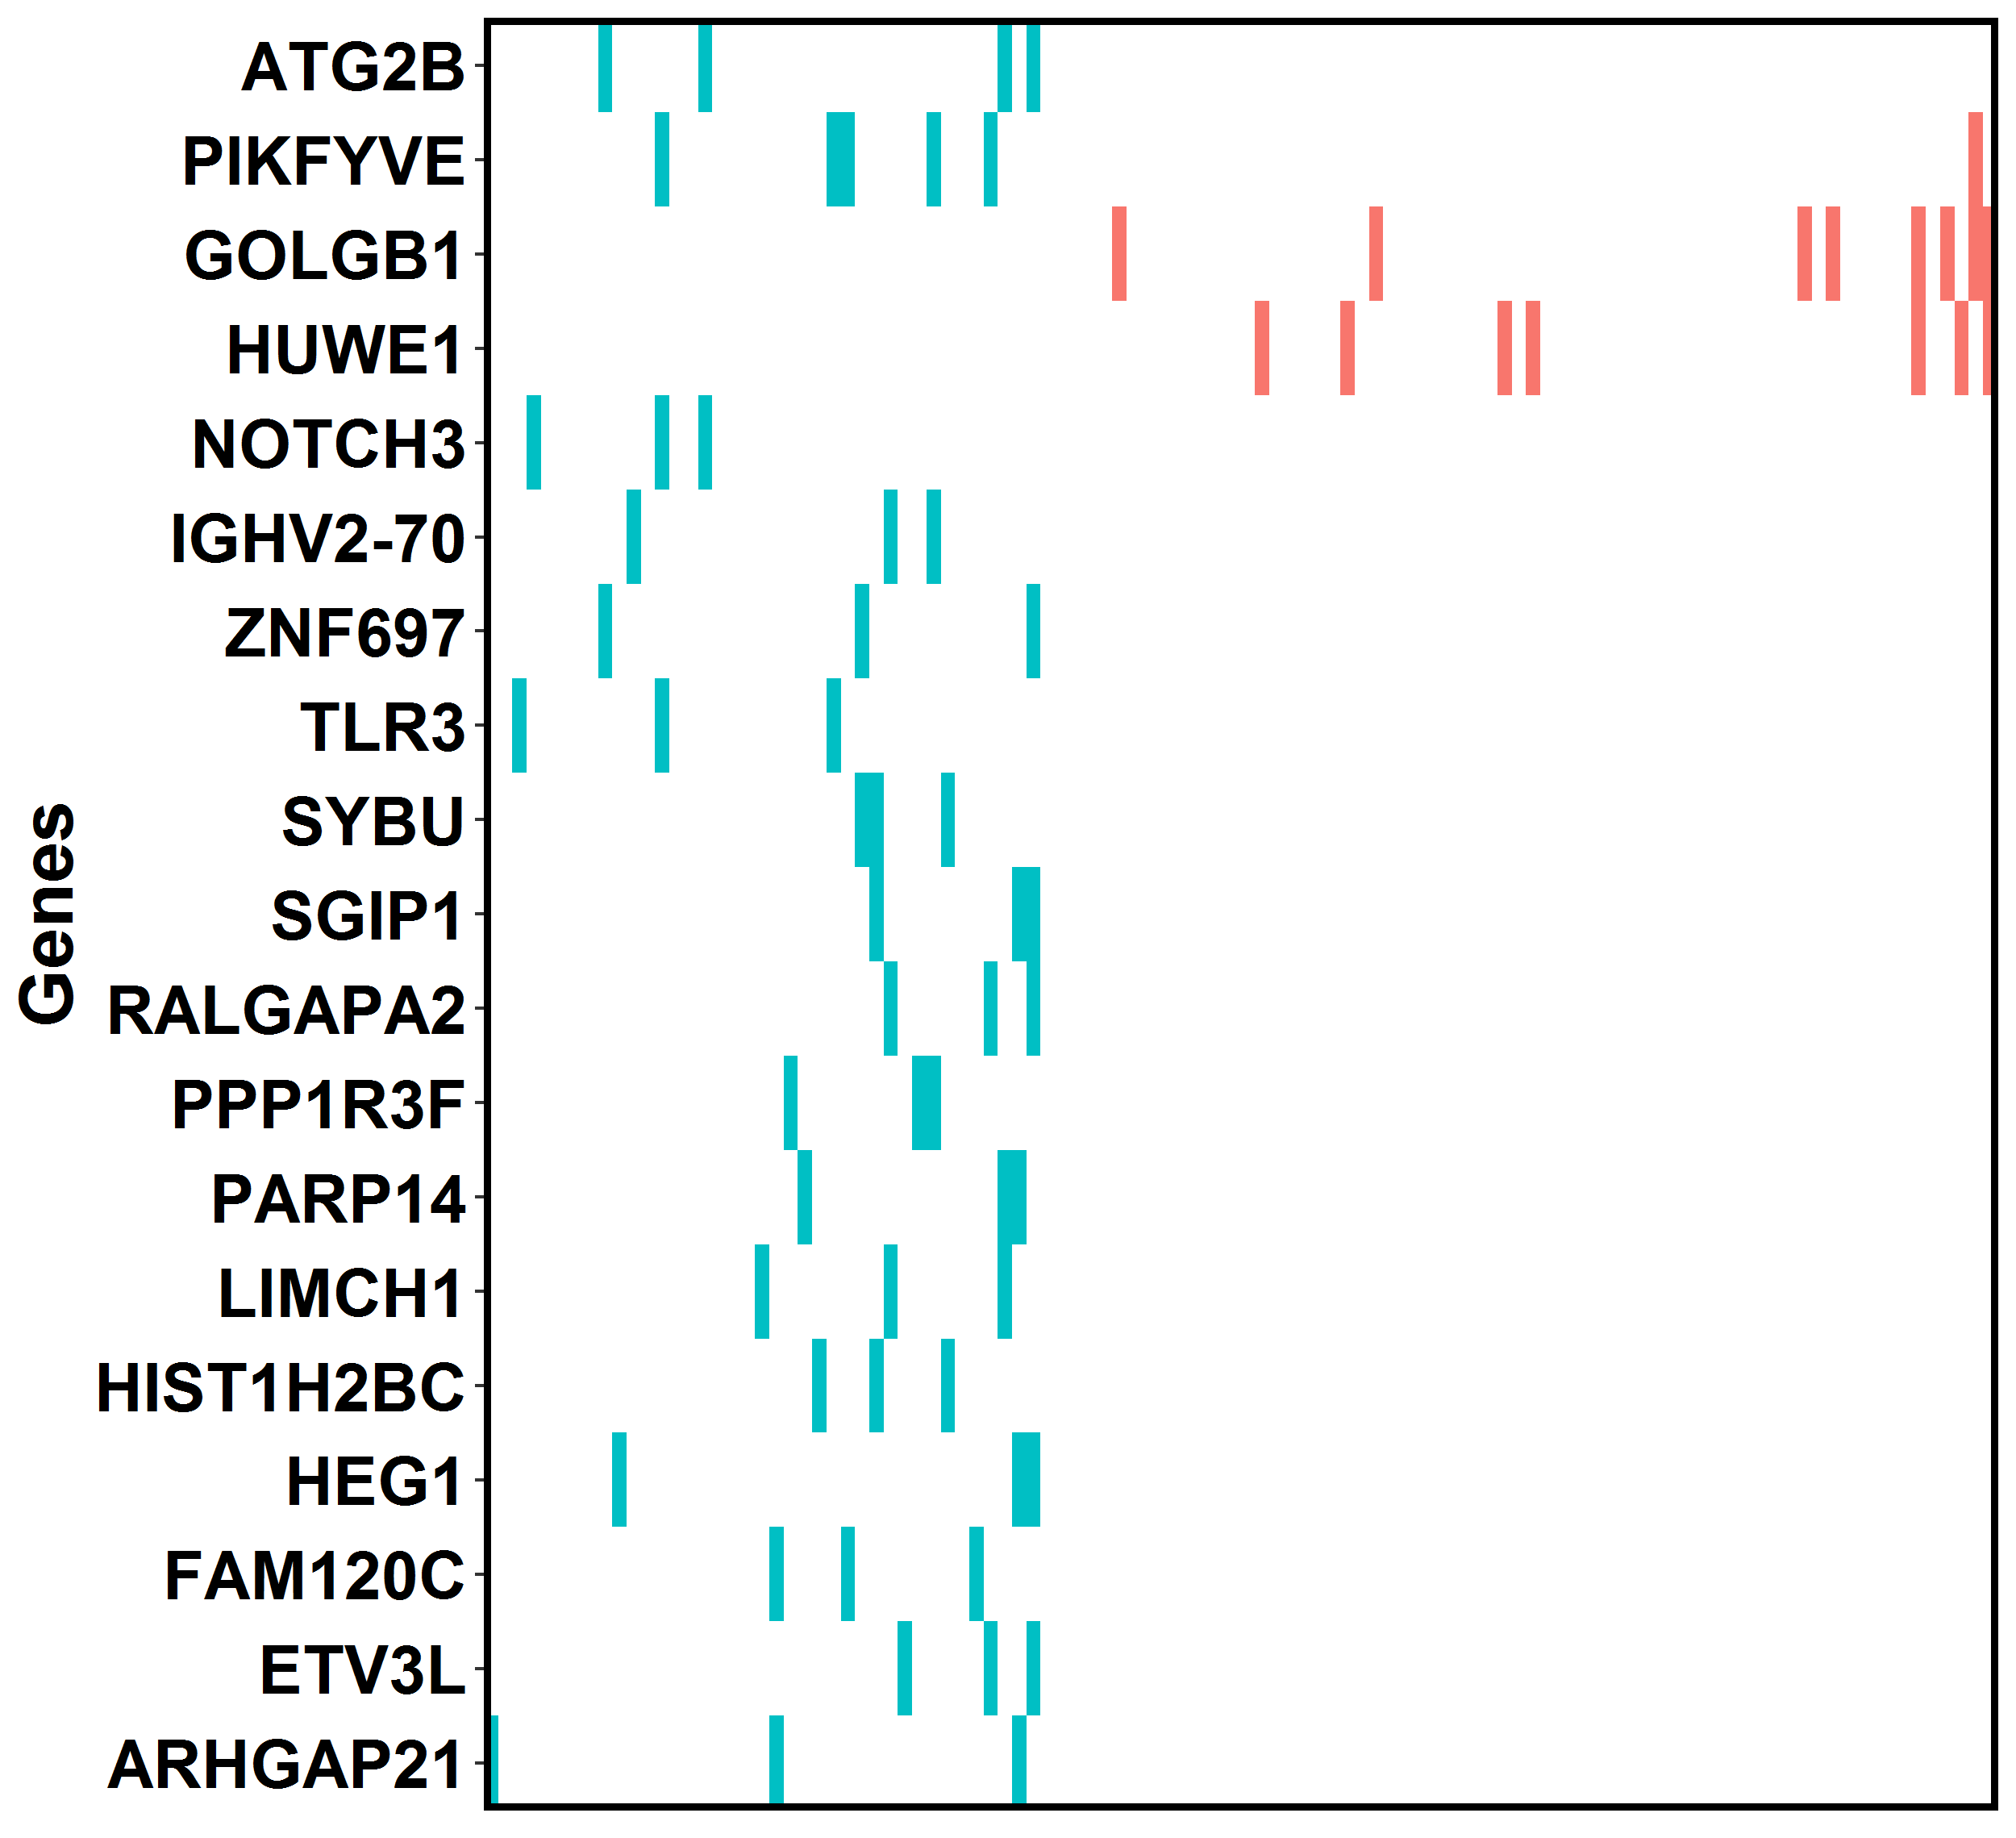 ATG2B
PIKFYVE
GOLGB1
HUWE1
NOTCH3
IGHV2-70
ZNF697
TLR3
SYBU
SGIP1
RALGAPA2
PPP1R3F
PARP14
LIMCH1
HIST1H2BC
HEG1
FAM120C
ETV3L
ARHGAP21
Genes